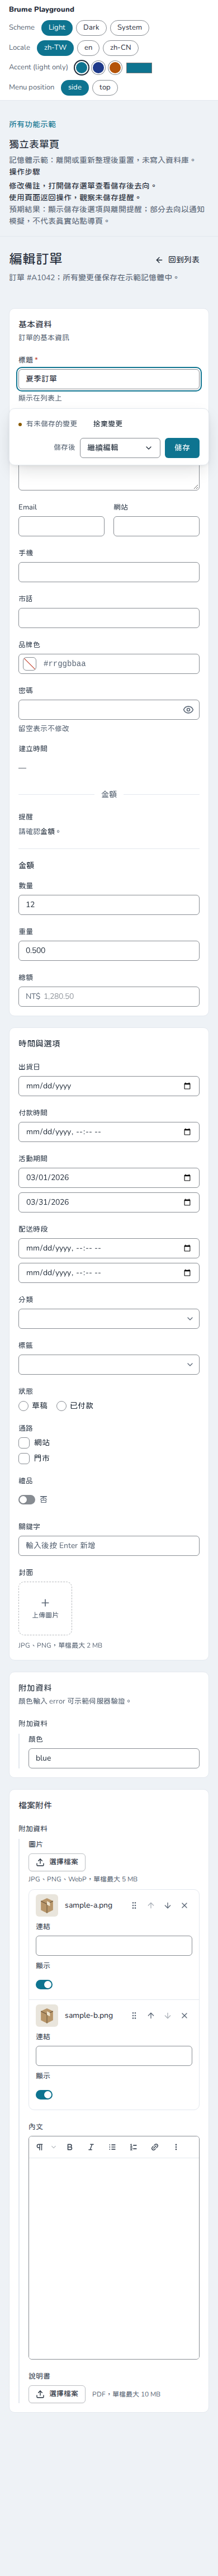 Brume Playground
Scheme Light Dark System
Locale zh-TW en zh-CN
Accent (light only)
Menu position side top
所有功能示範
獨立表單頁
記憶體示範：離開或重新整理後重置，未寫入資料庫。
操作步驟
修改備註，打開儲存選單查看儲存後去向。
使用頁面返回操作，觀察未儲存提醒。
預期結果：顯示儲存後選項與離開提醒；部分去向以通知
模擬，不代表真實站點導頁。
編輯訂單
回到列表
訂單 #A1042；所有變更僅保存在示範記憶體中。
基本資料
訂單的基本資訊
標題 *
夏季訂單
顯示在列表上
有未儲存的變更 捨棄變更
儲存後 繼續編輯 儲存
Email 網站
手機
市話
品牌色
#rrggbbaa
密碼
留空表示不修改
建立時間
—
金額
提醒
請確認金額。
金額
數量
12
重量
0.500
總額
NT$ 1,280.50
時間與選項
出貨日
mm/dd/yyyy
付款時間
mm/dd/yyyy, --:-- --
活動期間
03/01/2026
03/31/2026
配送時段
mm/dd/yyyy, --:-- --
mm/dd/yyyy, --:-- --
分類
標籤
狀態
草稿 已付款
通路
網站
門市
禮品
否
關鍵字
輸入後按 Enter 新增
封面
上傳圖片
JPG、PNG，單檔最大 2 MB
附加資料
顏色輸入 error 可示範伺服器驗證。
附加資料
顏色
blue
檔案附件
附加資料
圖片
選擇檔案
JPG、PNG、WebP，單檔最大 5 MB
sample-a.png
連結
顯示
sample-b.png
連結
顯示
內文
說明書
選擇檔案 PDF，單檔最大 10 MB